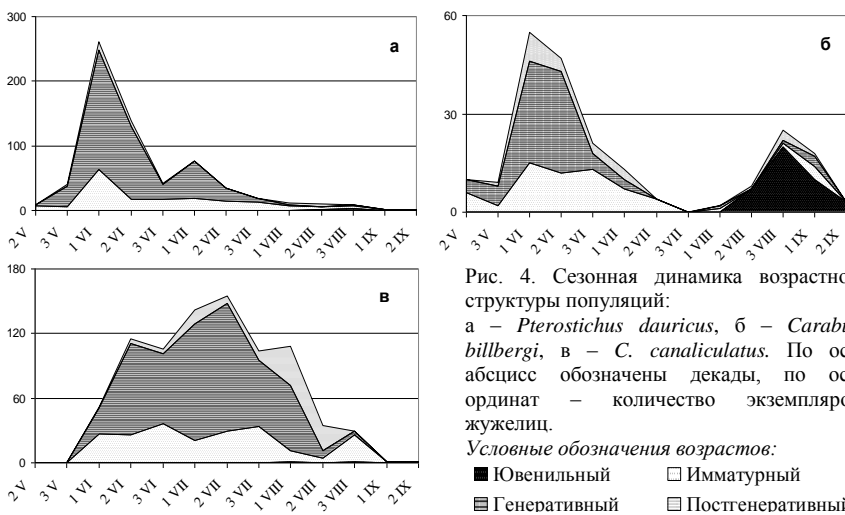 300
200
100
0
а
2 V 3 V 1 VI 2 VI 3 VI 1 VII 2 VII 3 VII 1 VIII 2 VIII 3 VIII 1 IX 2 IX
60
30
0
б
2 V 3 V 1 VI 2 VI 3 VI 1 VII 2 VII 3 VII 1 VIII 2 VIII 3 VIII 1 IX 2 IX
180
120
60
0
в
2 V 3 V 1 VI 2 VI 3 VI 1 VII 2 VII 3 VII 1 VIII 2 VIII 3 VIII 1 IX 2 IX
Рис. 4. Сезонная динамика возрастно
структуры популяций:
а – Pterostichus dauricus, б – Carab
billbergi, в – C. canaliculatus. По ос
абсцисс обозначены декады, по ос
ординат – количество экземпляро
жужелиц.
Условные обозначения возрастов:
Ювенильный Имматурный
Генеративный Постгенеративный